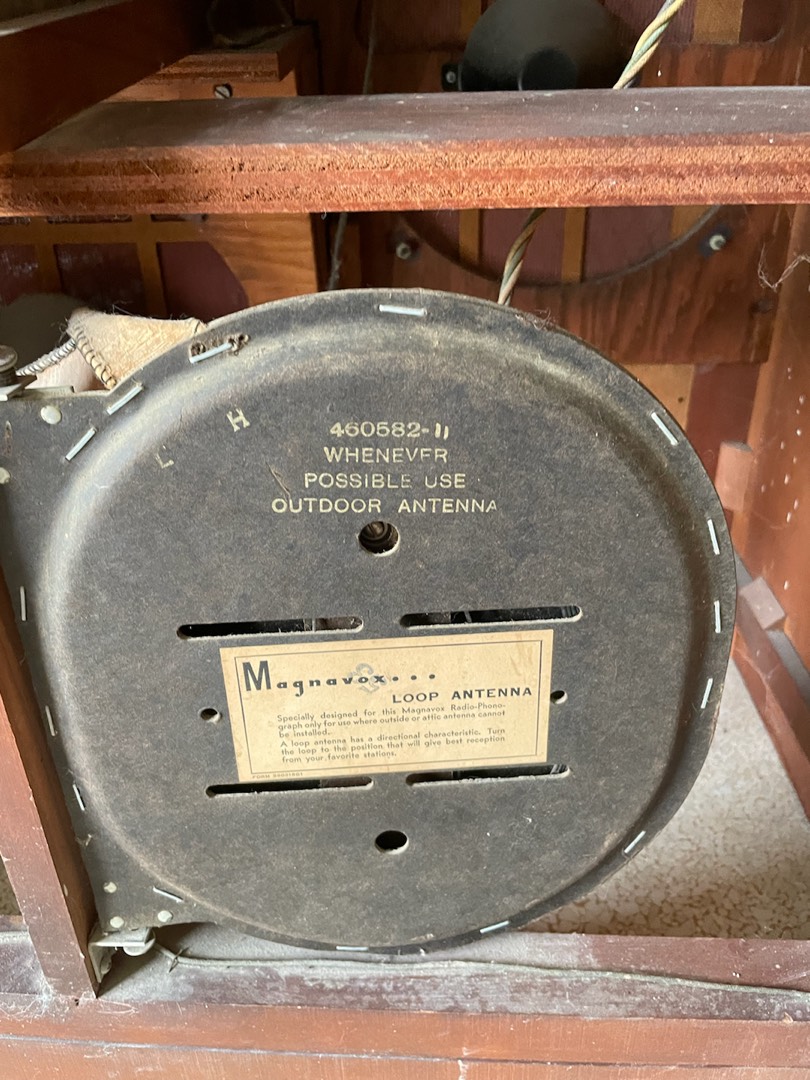 L H
460582-11
WHENEVER
POSSIBLE USE
OUTDOOR ANTENNA
Magnavox...
LOOP ANTENNA
Specially designed for this Magnavox Radio-Phono-
graph only for use where outside or attic antenna cannot
be installed.
A loop antenna has a directional characteristic. Turn
the loop to the position that will give best reception
from your favorite stations.
FORM